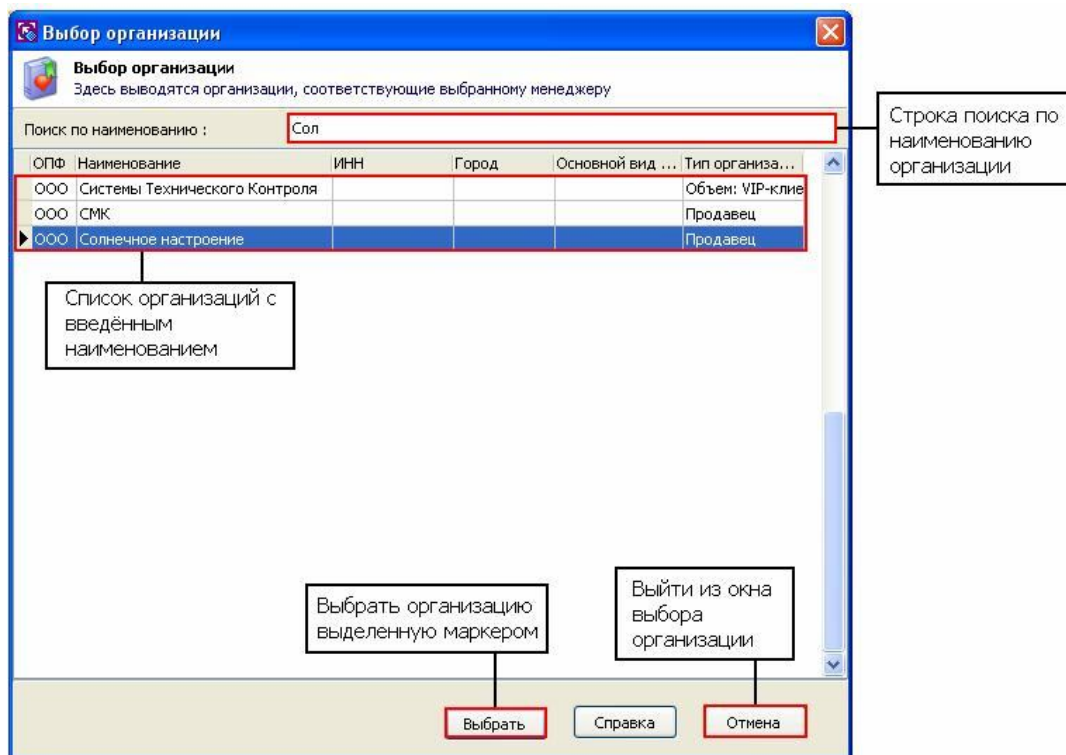 Выбор организации
Выбор организации
Здесь выводятся организации, соответствующие выбранному менеджеру
Поиск по наименованию :
Сол
Строка поиска по
наименованию
организации
ОПФ Наименование ИНН Город Основной вид ... Тип организа...
ООО Системы Технического Контроля Объем: VIP-клие
ООО СМК Продавец
ООО Солнечное настроение Продавец
Список организаций с
введённым
наименованием
Выбрать организацию
выделенную маркером
Выйти из окна
выбора
организации
Выбрать Справка Отмена